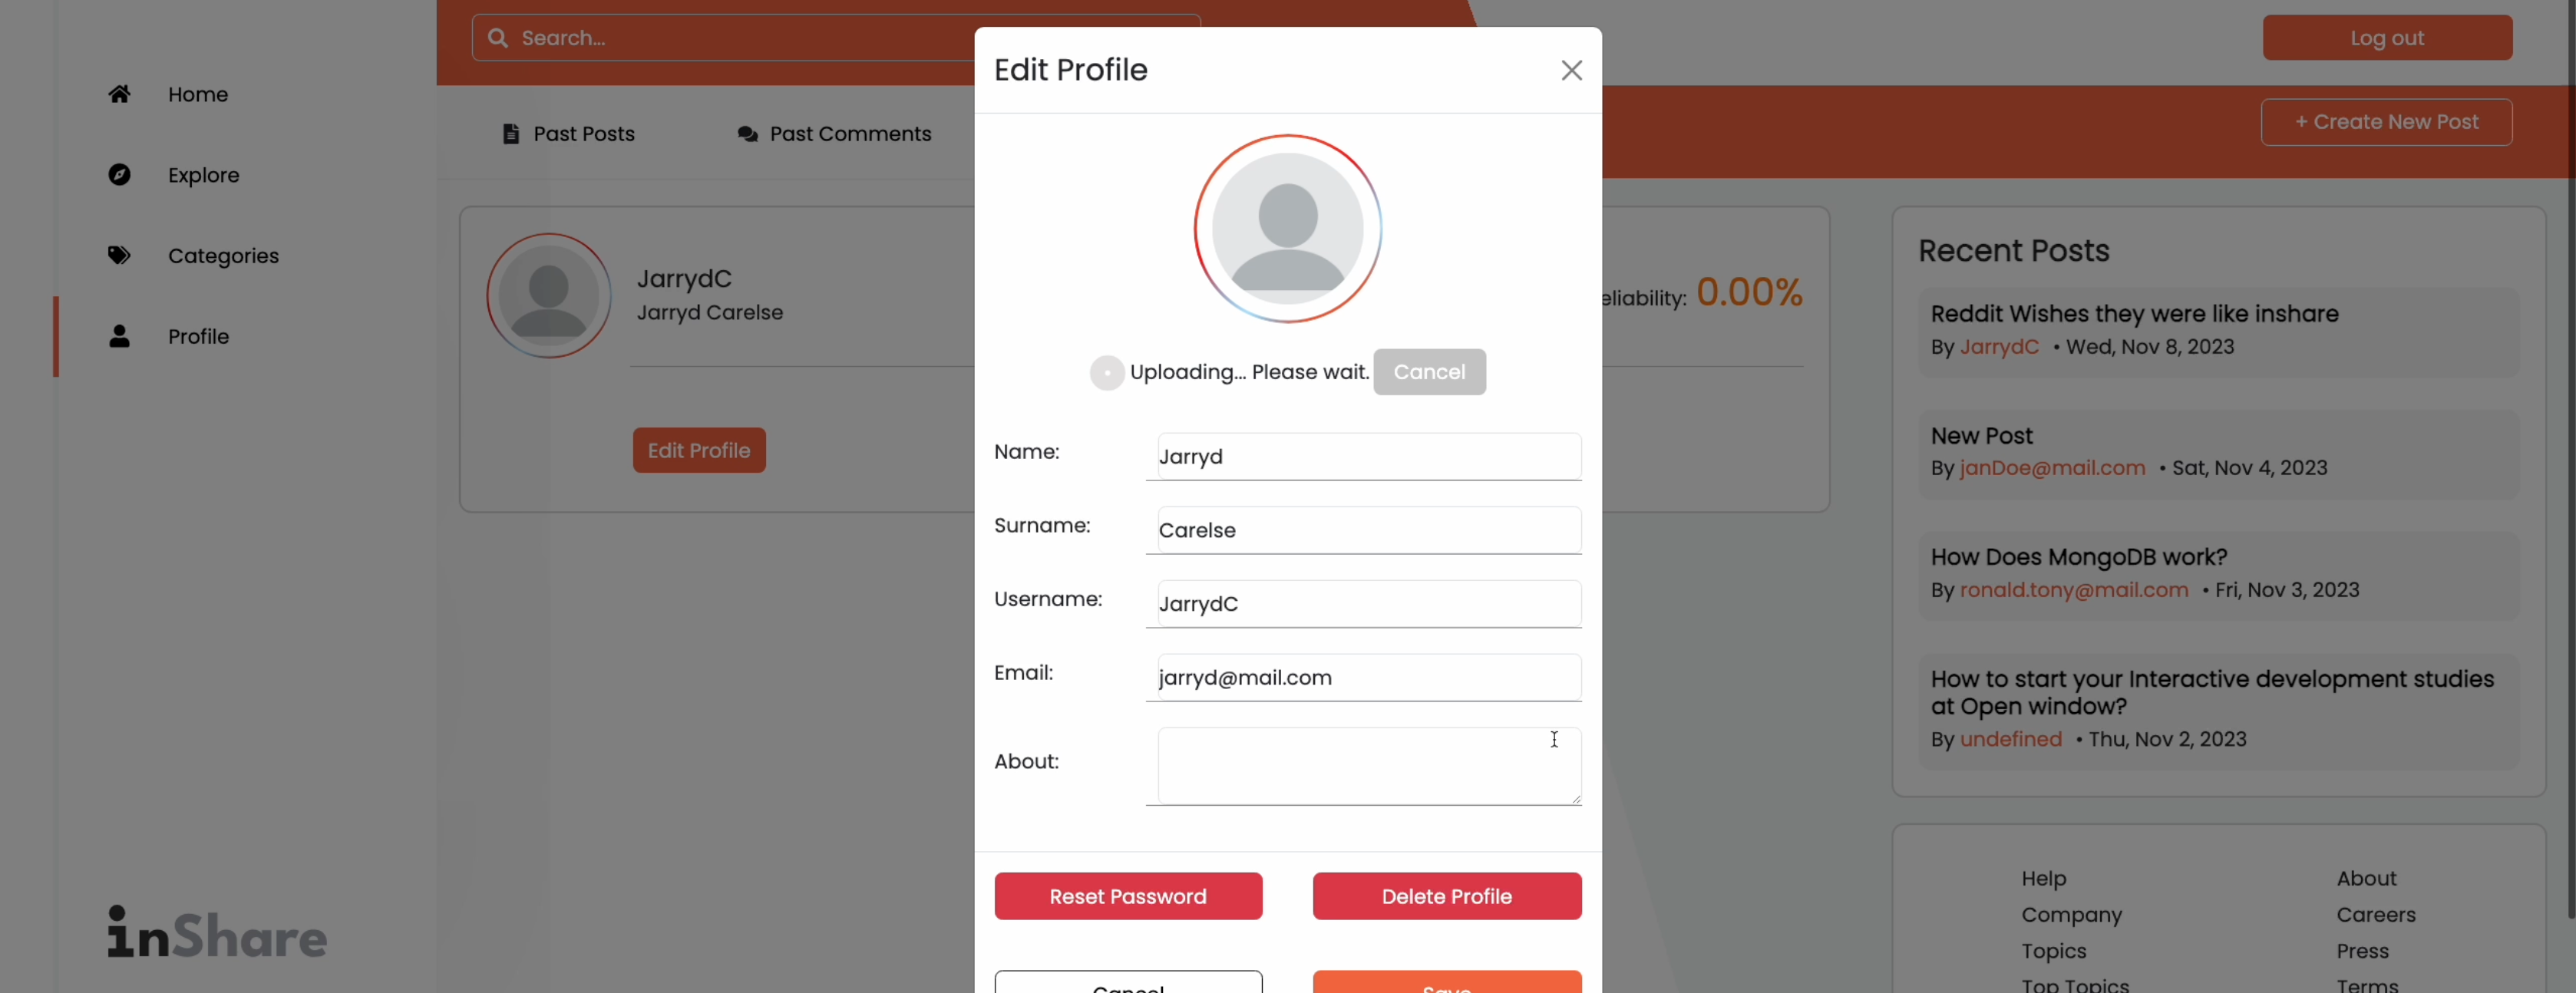 Search...
Log out
Home
Explore
Categories
Profile
inShare
Past Posts
Past Comments
+ Create New Post
JarrydC
Jarryd Carelse
Edit Profile
eliability: 0.00%
Edit Profile
Uploading... Please wait. Cancel
Name: Jarryd
Surname: Carelse
Username: JarrydC
Email: jarryd@mail.com
About:
Reset Password
Delete Profile
Cancel
Save
Recent Posts
Reddit Wishes they were like inshare
By JarrydC • Wed, Nov 8, 2023
New Post
By janDoe@mail.com • Sat, Nov 4, 2023
How Does MongoDB work?
By ronald.tony@mail.com • Fri, Nov 3, 2023
How to start your Interactive development studies
at Open window?
By undefined • Thu, Nov 2, 2023
Help
About
Company
Careers
Topics
Press
Top Topics
Terms